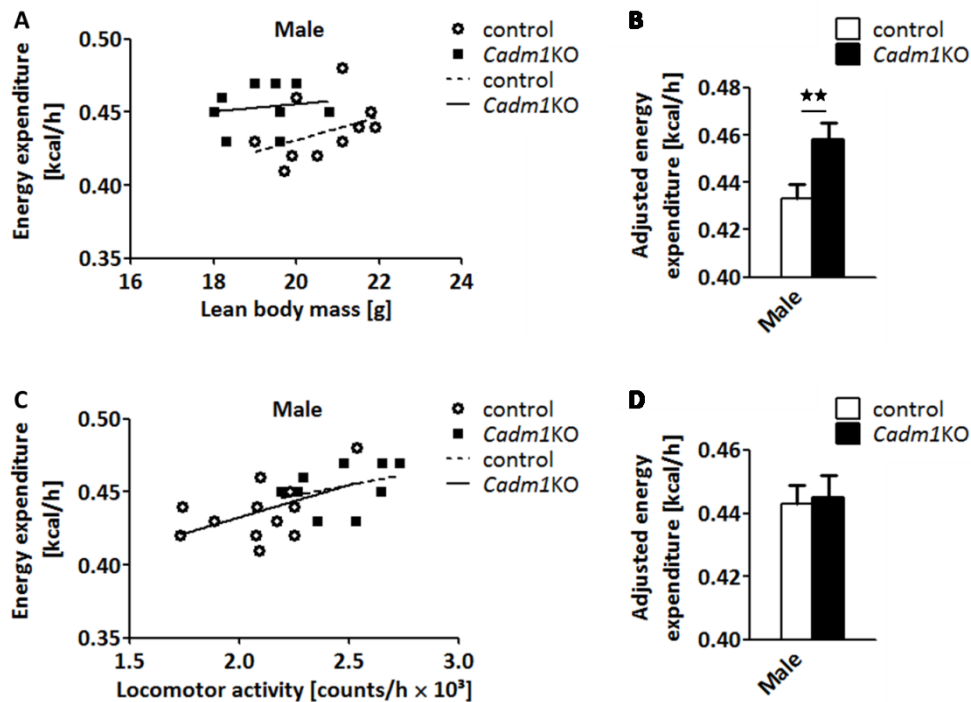 A
Male
0.50
0.45
0.40
0.35
16
18
20
22
24
Energy expenditure
[kcal/h]
Lean body mass [g]
control
Cadm1KO
control
Cadm1KO
B
control
Cadm1KO
0.48
0.46
0.44
0.42
0.40
★★
Adjusted energy
expenditure [kcal/h]
Male
C
Male
0.50
0.45
0.40
0.35
1.5
2.0
2.5
3.0
Energy expenditure
[kcal/h]
Locomotor activity [counts/h × 10³]
control
Cadm1KO
control
Cadm1KO
D
control
Cadm1KO
0.46
0.44
0.42
0.40
Adjusted energy
expenditure [kcal/h]
Male